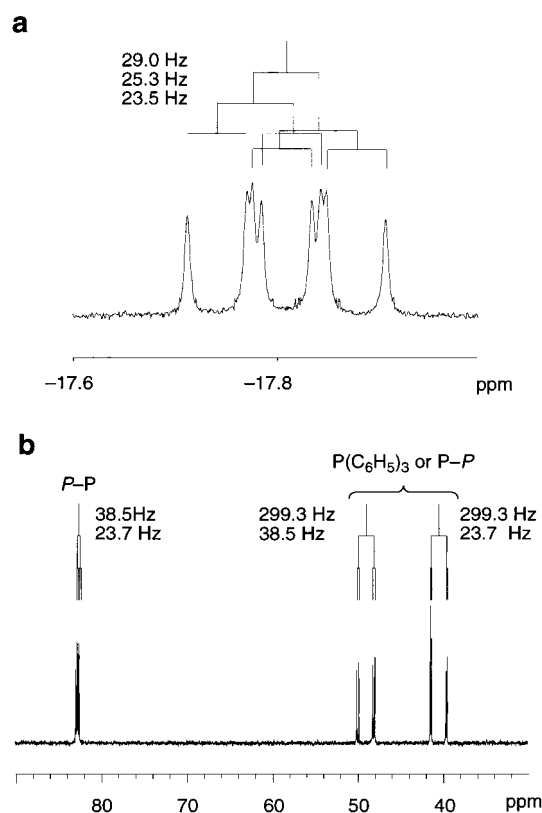 a
29.0 Hz
25.3 Hz
23.5 Hz
−17.6 −17.8 ppm
b
P(C6H5)3 or P–P
P–P
38.5Hz 299.3 Hz 299.3 Hz
23.7 Hz 38.5 Hz 23.7 Hz
80 70 60 50 40 ppm